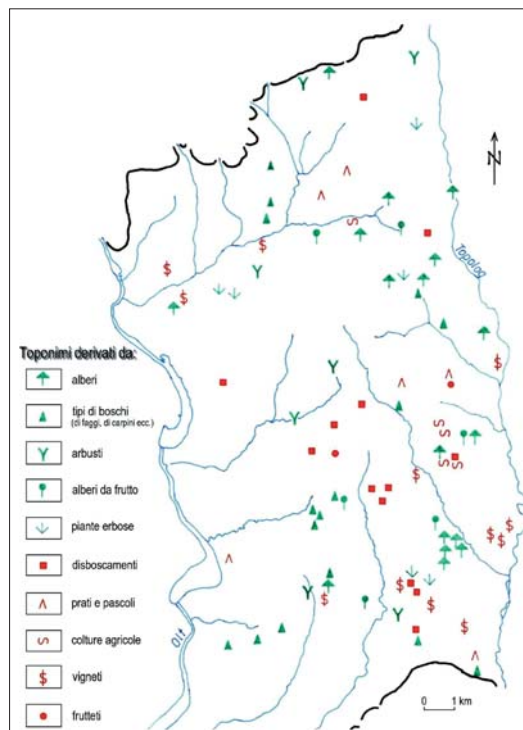 N
Topolog
Toponimi derivati da:
alberi
tipi di boschi
(di faggi, di carpini ecc.)
arbusti
alberi da frutto
piante erbose
disboscamenti
prati e pascoli
colture agricole
vigneti
frutteti
Olt
0 1 km